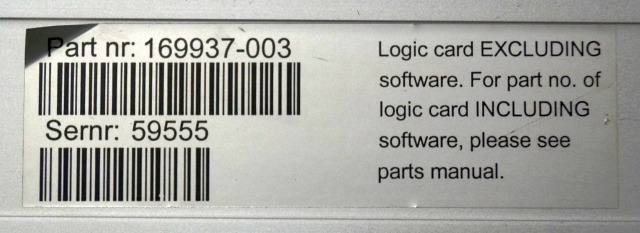 Part nr: 169937-003
Sernr: 59555
Logic card EXCLUDING
software. For part no. of
logic card INCLUDING
software, please see
parts manual.